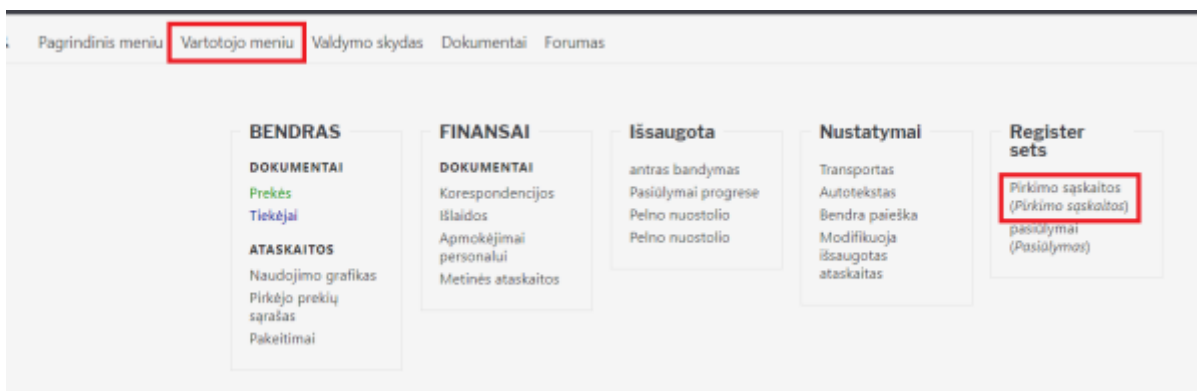 Pagrindinis meniu Vartotojo meniu Valdymo skydas Dokumentai Forumas
BENDRAS
DOKUMENTAI
Prekės
Tiekėjai
ATASKAITOS
Naudojimo grafikas
Pirkėjo prekių
sąrašas
Pakeitimai
FINANSAI
DOKUMENTAI
Korespondencijos
Išlaidos
Apmokėjimai
personalui
Metinės ataskaitos
Išsaugota
antras bandymas
Pasiūlymai progrese
Pelno nuostolio
Pelno nuostolio
Nustatymai
Transportas
Autotekstas
Bendra paieška
Modifikuoja
išsaugotas
ataskaitas
Register
sets
Pirkimo sąskaitos
(Pirkimo sąskaitos)
pasiūlymai
(Pasiūlymas)